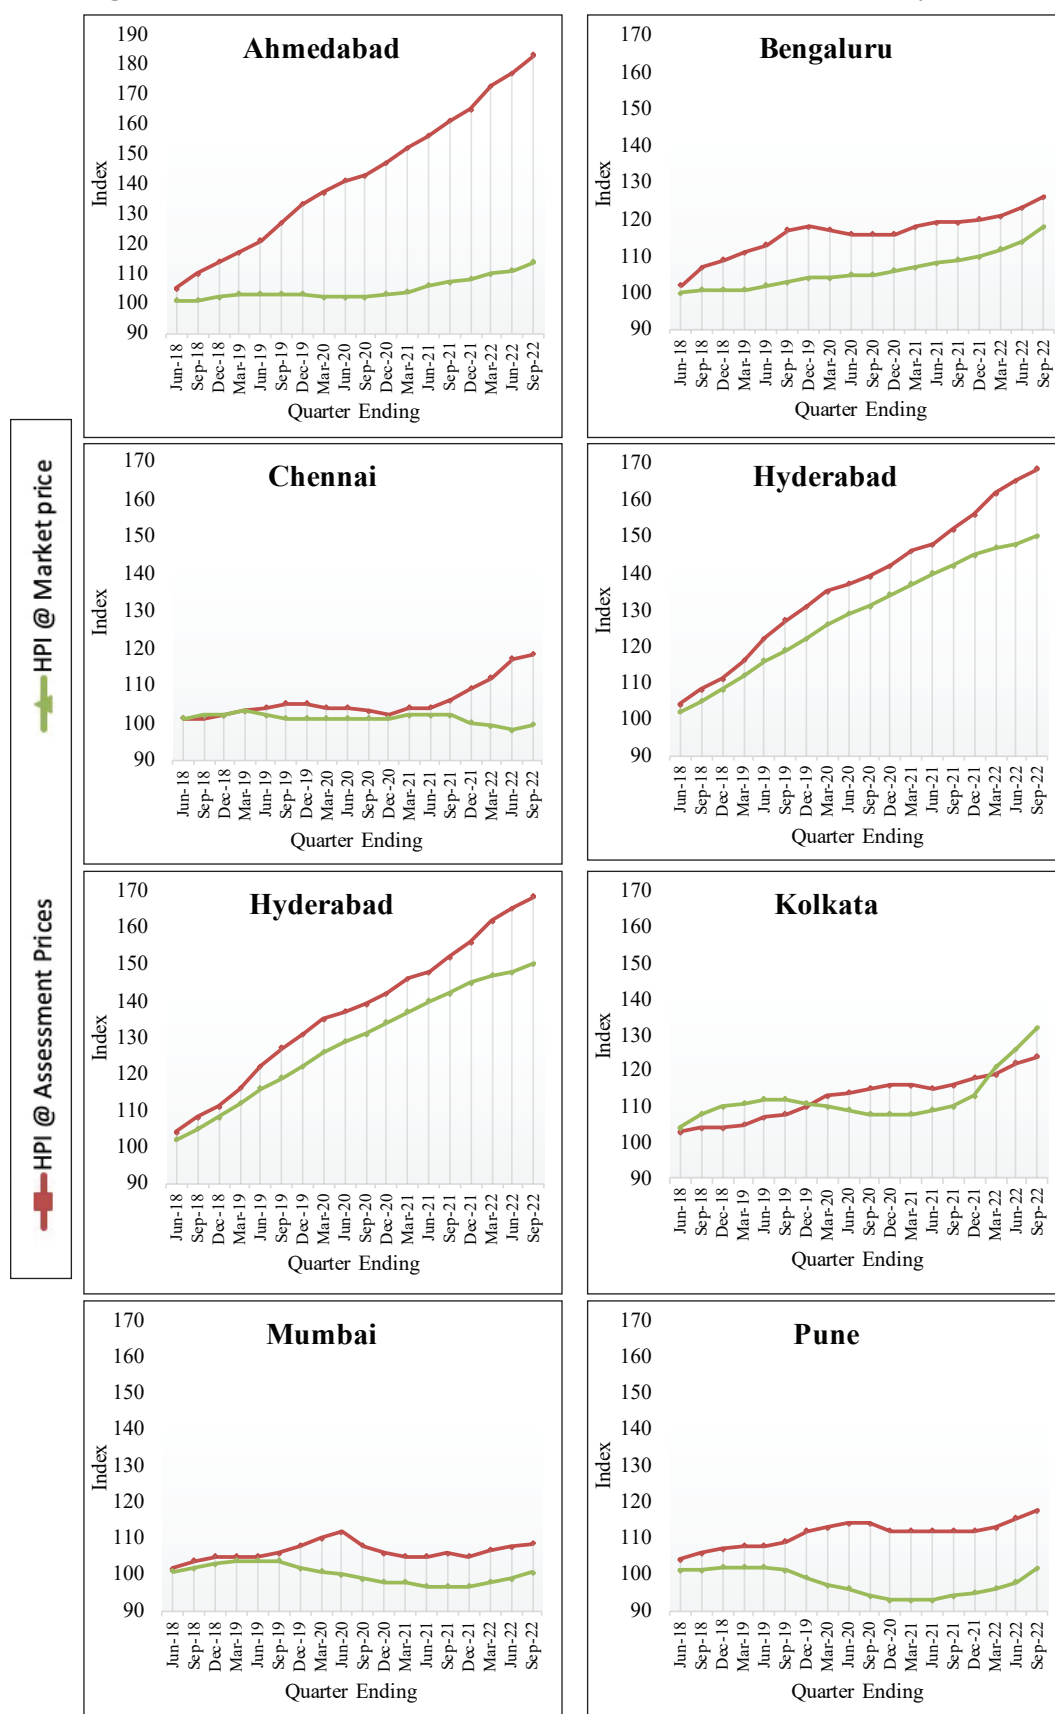 HPI @ Market price
HPI @ Assessment Prices
Ahmedabad
190
180
170
160
150
140
130
120
110
100
90
Index
Jun-18
Sep-18
Dec-18
Mar-19
Jun-19
Sep-19
Dec-19
Mar-20
Jun-20
Sep-20
Dec-20
Mar-21
Jun-21
Sep-21
Dec-21
Mar-22
Jun-22
Sep-22
Quarter Ending
Bengaluru
170
160
150
140
130
120
110
100
90
Index
Jun-18
Sep-18
Dec-18
Mar-19
Jun-19
Sep-19
Dec-19
Mar-20
Jun-20
Sep-20
Dec-20
Mar-21
Jun-21
Sep-21
Dec-21
Mar-22
Jun-22
Sep-22
Quarter Ending
Chennai
170
160
150
140
130
120
110
100
90
Index
Jun-18
Sep-18
Dec-18
Mar-19
Jun-19
Sep-19
Dec-19
Mar-20
Jun-20
Sep-20
Dec-20
Mar-21
Jun-21
Sep-21
Dec-21
Mar-22
Jun-22
Sep-22
Quarter Ending
Hyderabad
170
160
150
140
130
120
110
100
90
Index
Jun-18
Sep-18
Dec-18
Mar-19
Jun-19
Sep-19
Dec-19
Mar-20
Jun-20
Sep-20
Dec-20
Mar-21
Jun-21
Sep-21
Dec-21
Mar-22
Jun-22
Sep-22
Quarter Ending
Hyderabad
170
160
150
140
130
120
110
100
90
Index
Jun-18
Sep-18
Dec-18
Mar-19
Jun-19
Sep-19
Dec-19
Mar-20
Jun-20
Sep-20
Dec-20
Mar-21
Jun-21
Sep-21
Dec-21
Mar-22
Jun-22
Sep-22
Quarter Ending
Kolkata
170
160
150
140
130
120
110
100
90
Index
Jun-18
Sep-18
Dec-18
Mar-19
Jun-19
Sep-19
Dec-19
Mar-20
Jun-20
Sep-20
Dec-20
Mar-21
Jun-21
Sep-21
Dec-21
Mar-22
Jun-22
Sep-22
Quarter Ending
Mumbai
170
160
150
140
130
120
110
100
90
Index
Jun-18
Sep-18
Dec-18
Mar-19
Jun-19
Sep-19
Dec-19
Mar-20
Jun-20
Sep-20
Dec-20
Mar-21
Jun-21
Sep-21
Dec-21
Mar-22
Jun-22
Sep-22
Quarter Ending
Pune
170
160
150
140
130
120
110
100
90
Index
Jun-18
Sep-18
Dec-18
Mar-19
Jun-19
Sep-19
Dec-19
Mar-20
Jun-20
Sep-20
Dec-20
Mar-21
Jun-21
Sep-21
Dec-21
Mar-22
Jun-22
Sep-22
Quarter Ending